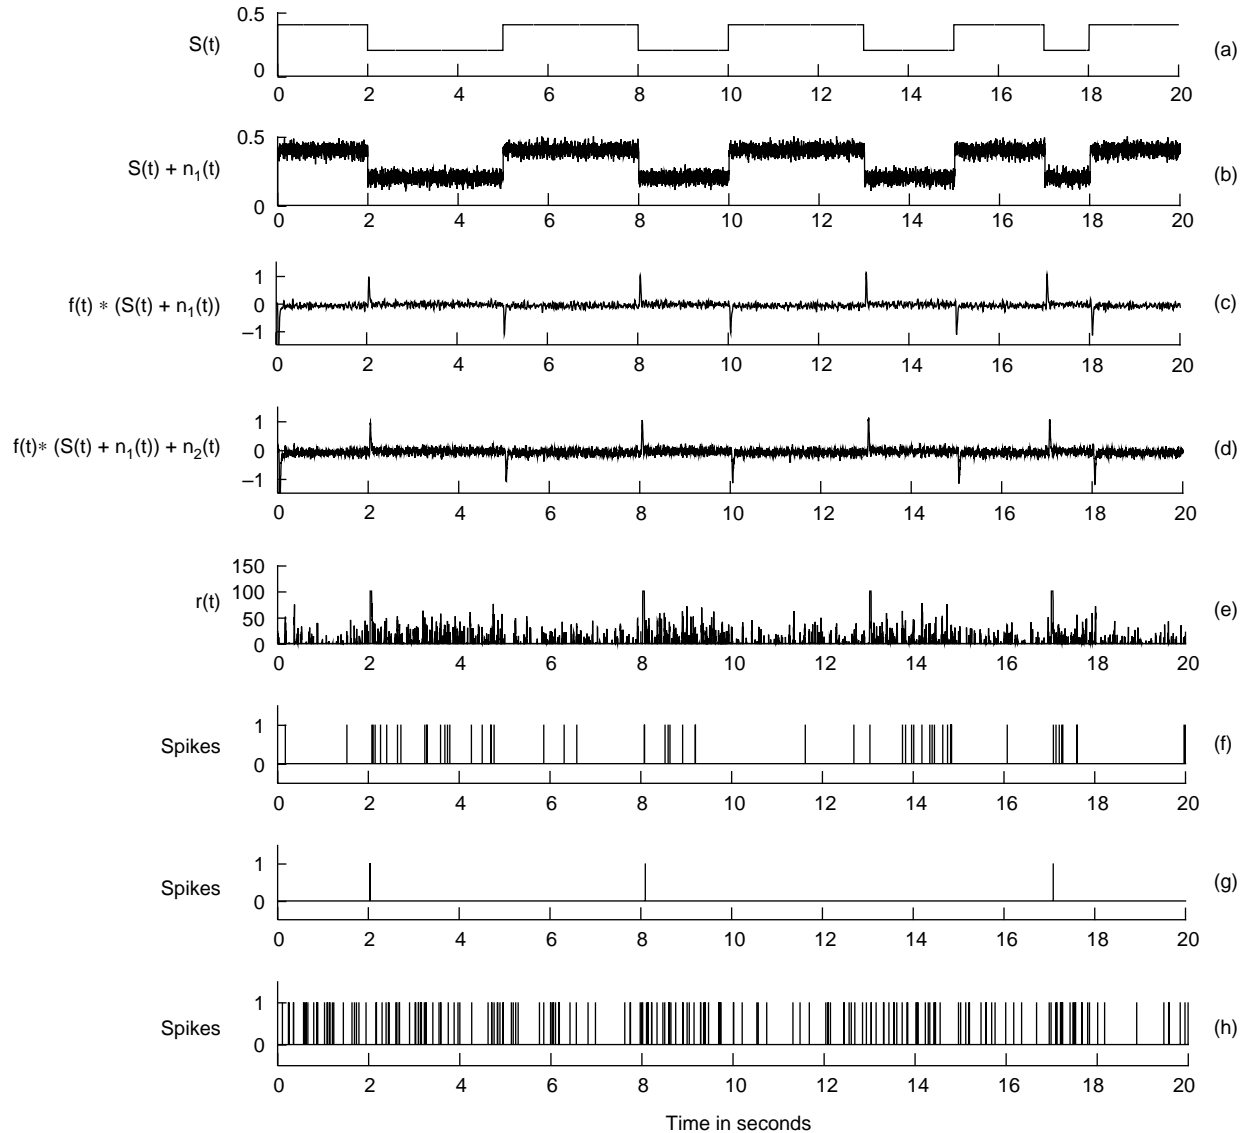 0.5
S(t)
(a)
0
0 2 4 6 8 10 12 14 16 18 20
0.5
S(t) + n1(t)
(b)
0
0 2 4 6 8 10 12 14 16 18 20
1
f(t) * (S(t) + n1(t))
0
(c)
–1
0 2 4 6 8 10 12 14 16 18 20
1
f(t)* (S(t) + n1(t)) + n2(t)
0
(d)
–1
0 2 4 6 8 10 12 14 16 18 20
150
100
r(t)
(e)
50
0
0 2 4 6 8 10 12 14 16 18 20
1
Spikes
(f)
0
0 2 4 6 8 10 12 14 16 18 20
1
Spikes
(g)
0
0 2 4 6 8 10 12 14 16 18 20
1
Spikes
(h)
0
0 2 4 6 8 10 12 14 16 18 20
Time in seconds